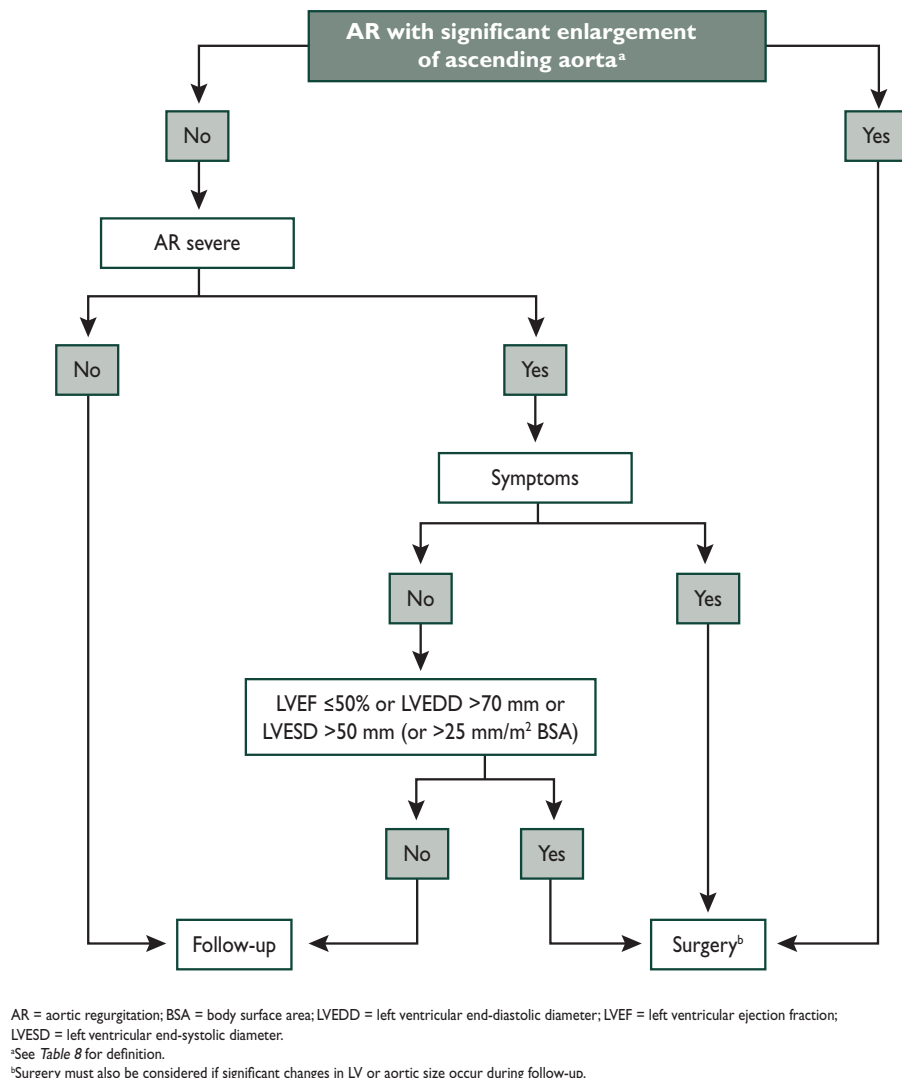 AR with significant enlargement
of ascending aortaᵃ
No
Yes
AR severe
No
Yes
Symptoms
No
Yes
LVEF ≤50% or LVEDD >70 mm or
LVESD >50 mm (or >25 mm/m² BSA)
No
Yes
Follow-up
Surgeryᵇ
AR = aortic regurgitation; BSA = body surface area; LVEDD = left ventricular end-diastolic diameter; LVEF = left ventricular ejection fraction;
LVESD = left ventricular end-systolic diameter.
ᵃSee Table 8 for definition.
ᵇSurgery must also be considered if significant changes in LV or aortic size occur during follow-up.